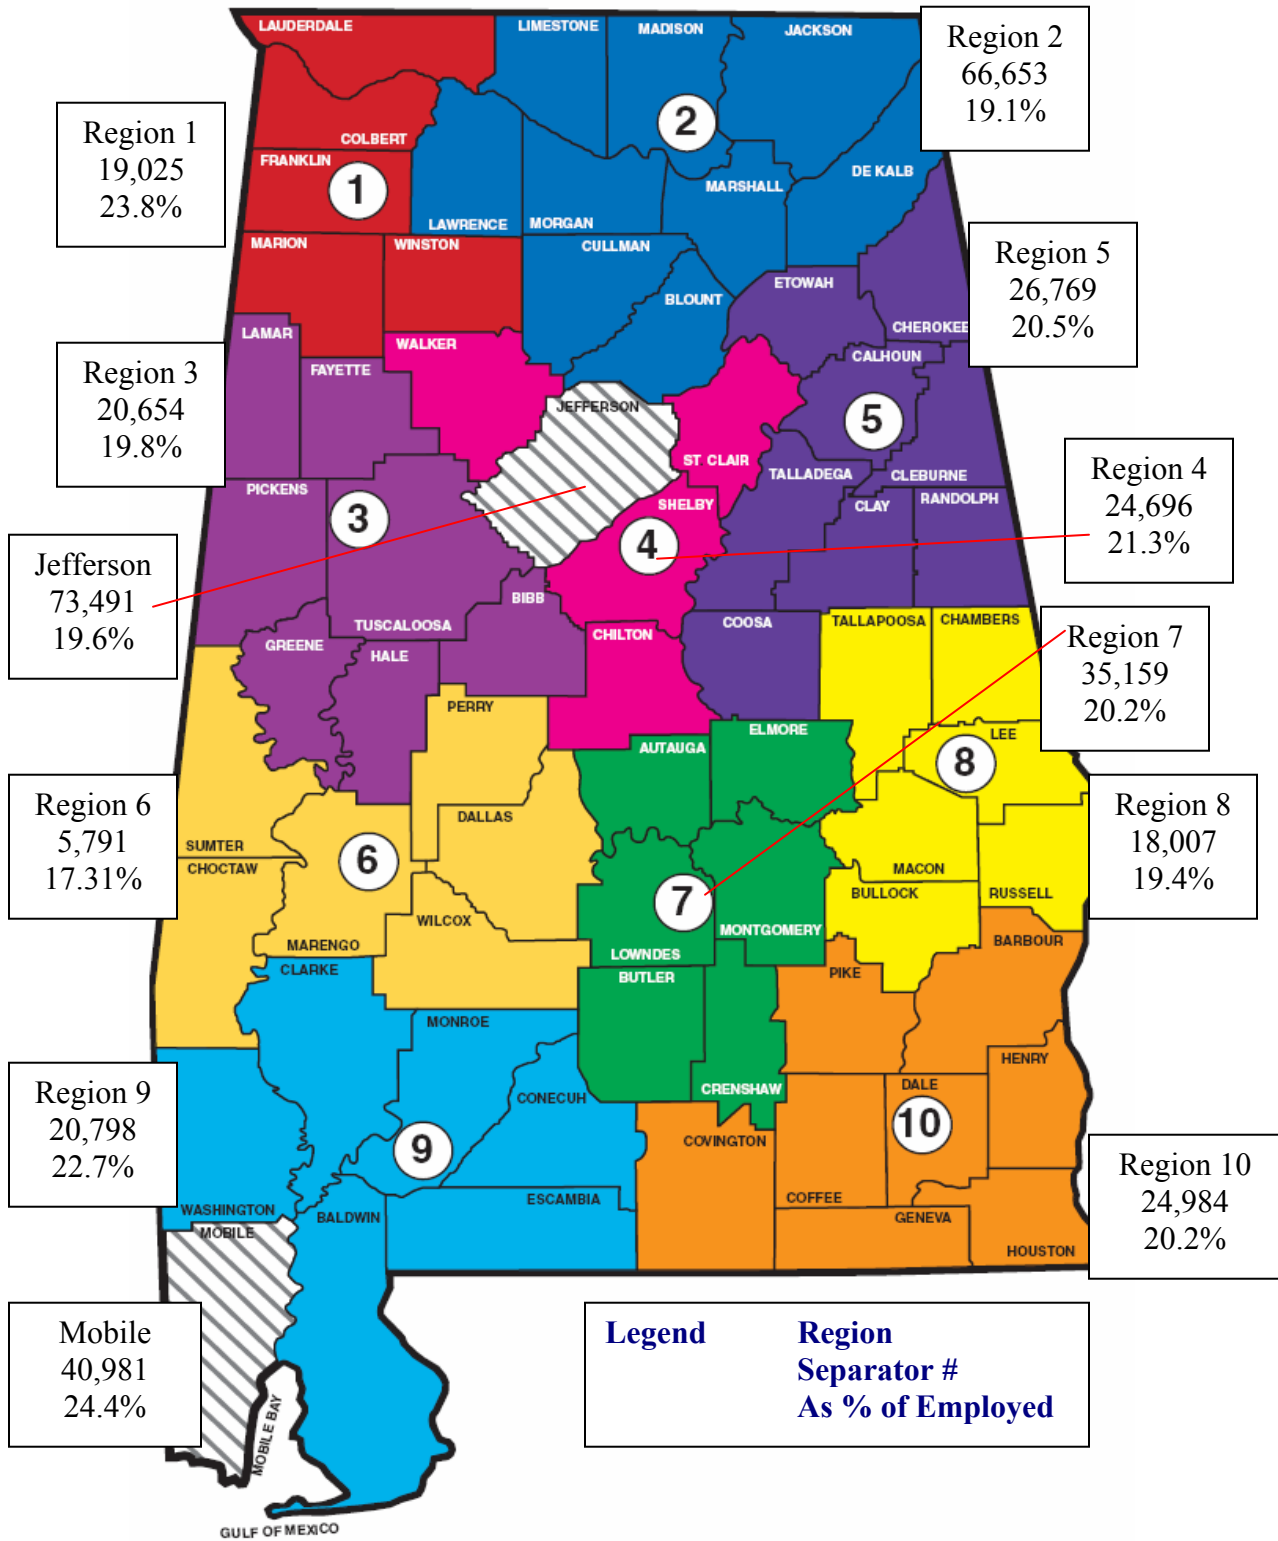 LAUDERDALE
LIMESTONE
MADISON
JACKSON
Region 2
66,653
19.1%
Region 1
19,025
23.8%
COLBERT
FRANKLIN
1
2
DE KALB
MARSHALL
LAWRENCE
MORGAN
MARION
WINSTON
CULLMAN
BLOUNT
ETOWAH
CHEROKEE
Region 5
26,769
20.5%
LAMAR
WALKER
FAYETTE
CALHOUN
Region 3
20,654
19.8%
JEFFERSON
5
ST. CLAIR
TALLADEGA
CLEBURNE
Region 4
24,696
21.3%
PICKENS
3
SHELBY
CLAY
RANDOLPH
4
Jefferson
73,491
19.6%
BIBB
TUSCALOOSA
CHILTON
COOSA
TALLAPOOSA
CHAMBERS
GREENE
HALE
Region 7
35,159
20.2%
PERRY
AUTAUGA
ELMORE
LEE
8
Region 6
5,791
17.31%
DALLAS
Region 8
18,007
19.4%
SUMTER
CHOCTAW
6
MACON
BULLOCK
RUSSELL
7
WILCOX
MONTGOMERY
MARENGO
LOWNDES
BARBOUR
CLARKE
BUTLER
PIKE
MONROE
HENRY
Region 9
20,798
22.7%
CONECUH
CRENSHAW
DALE
10
COVINGTON
9
Region 10
24,984
20.2%
ESCAMBIA
COFFEE
WASHINGTON
BALDWIN
GENEVA
MOBILE
HOUSTON
Mobile
40,981
24.4%
Legend Region
Separator #
As % of Employed
MOBILE BAY
GULF OF MEXICO